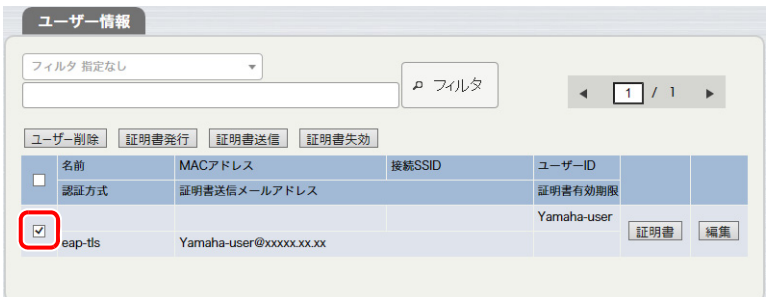 ユーザー情報
フィルタ 指定なし
フィルタ
1 / 1
ユーザー削除 証明書発行 証明書送信 証明書失効
名前 MACアドレス 接続SSID ユーザーID
認証方式 証明書送信メールアドレス 証明書有効期限
Yamaha-user
証明書 編集
eap-tls Yamaha-user@xxxxx.xx.xx